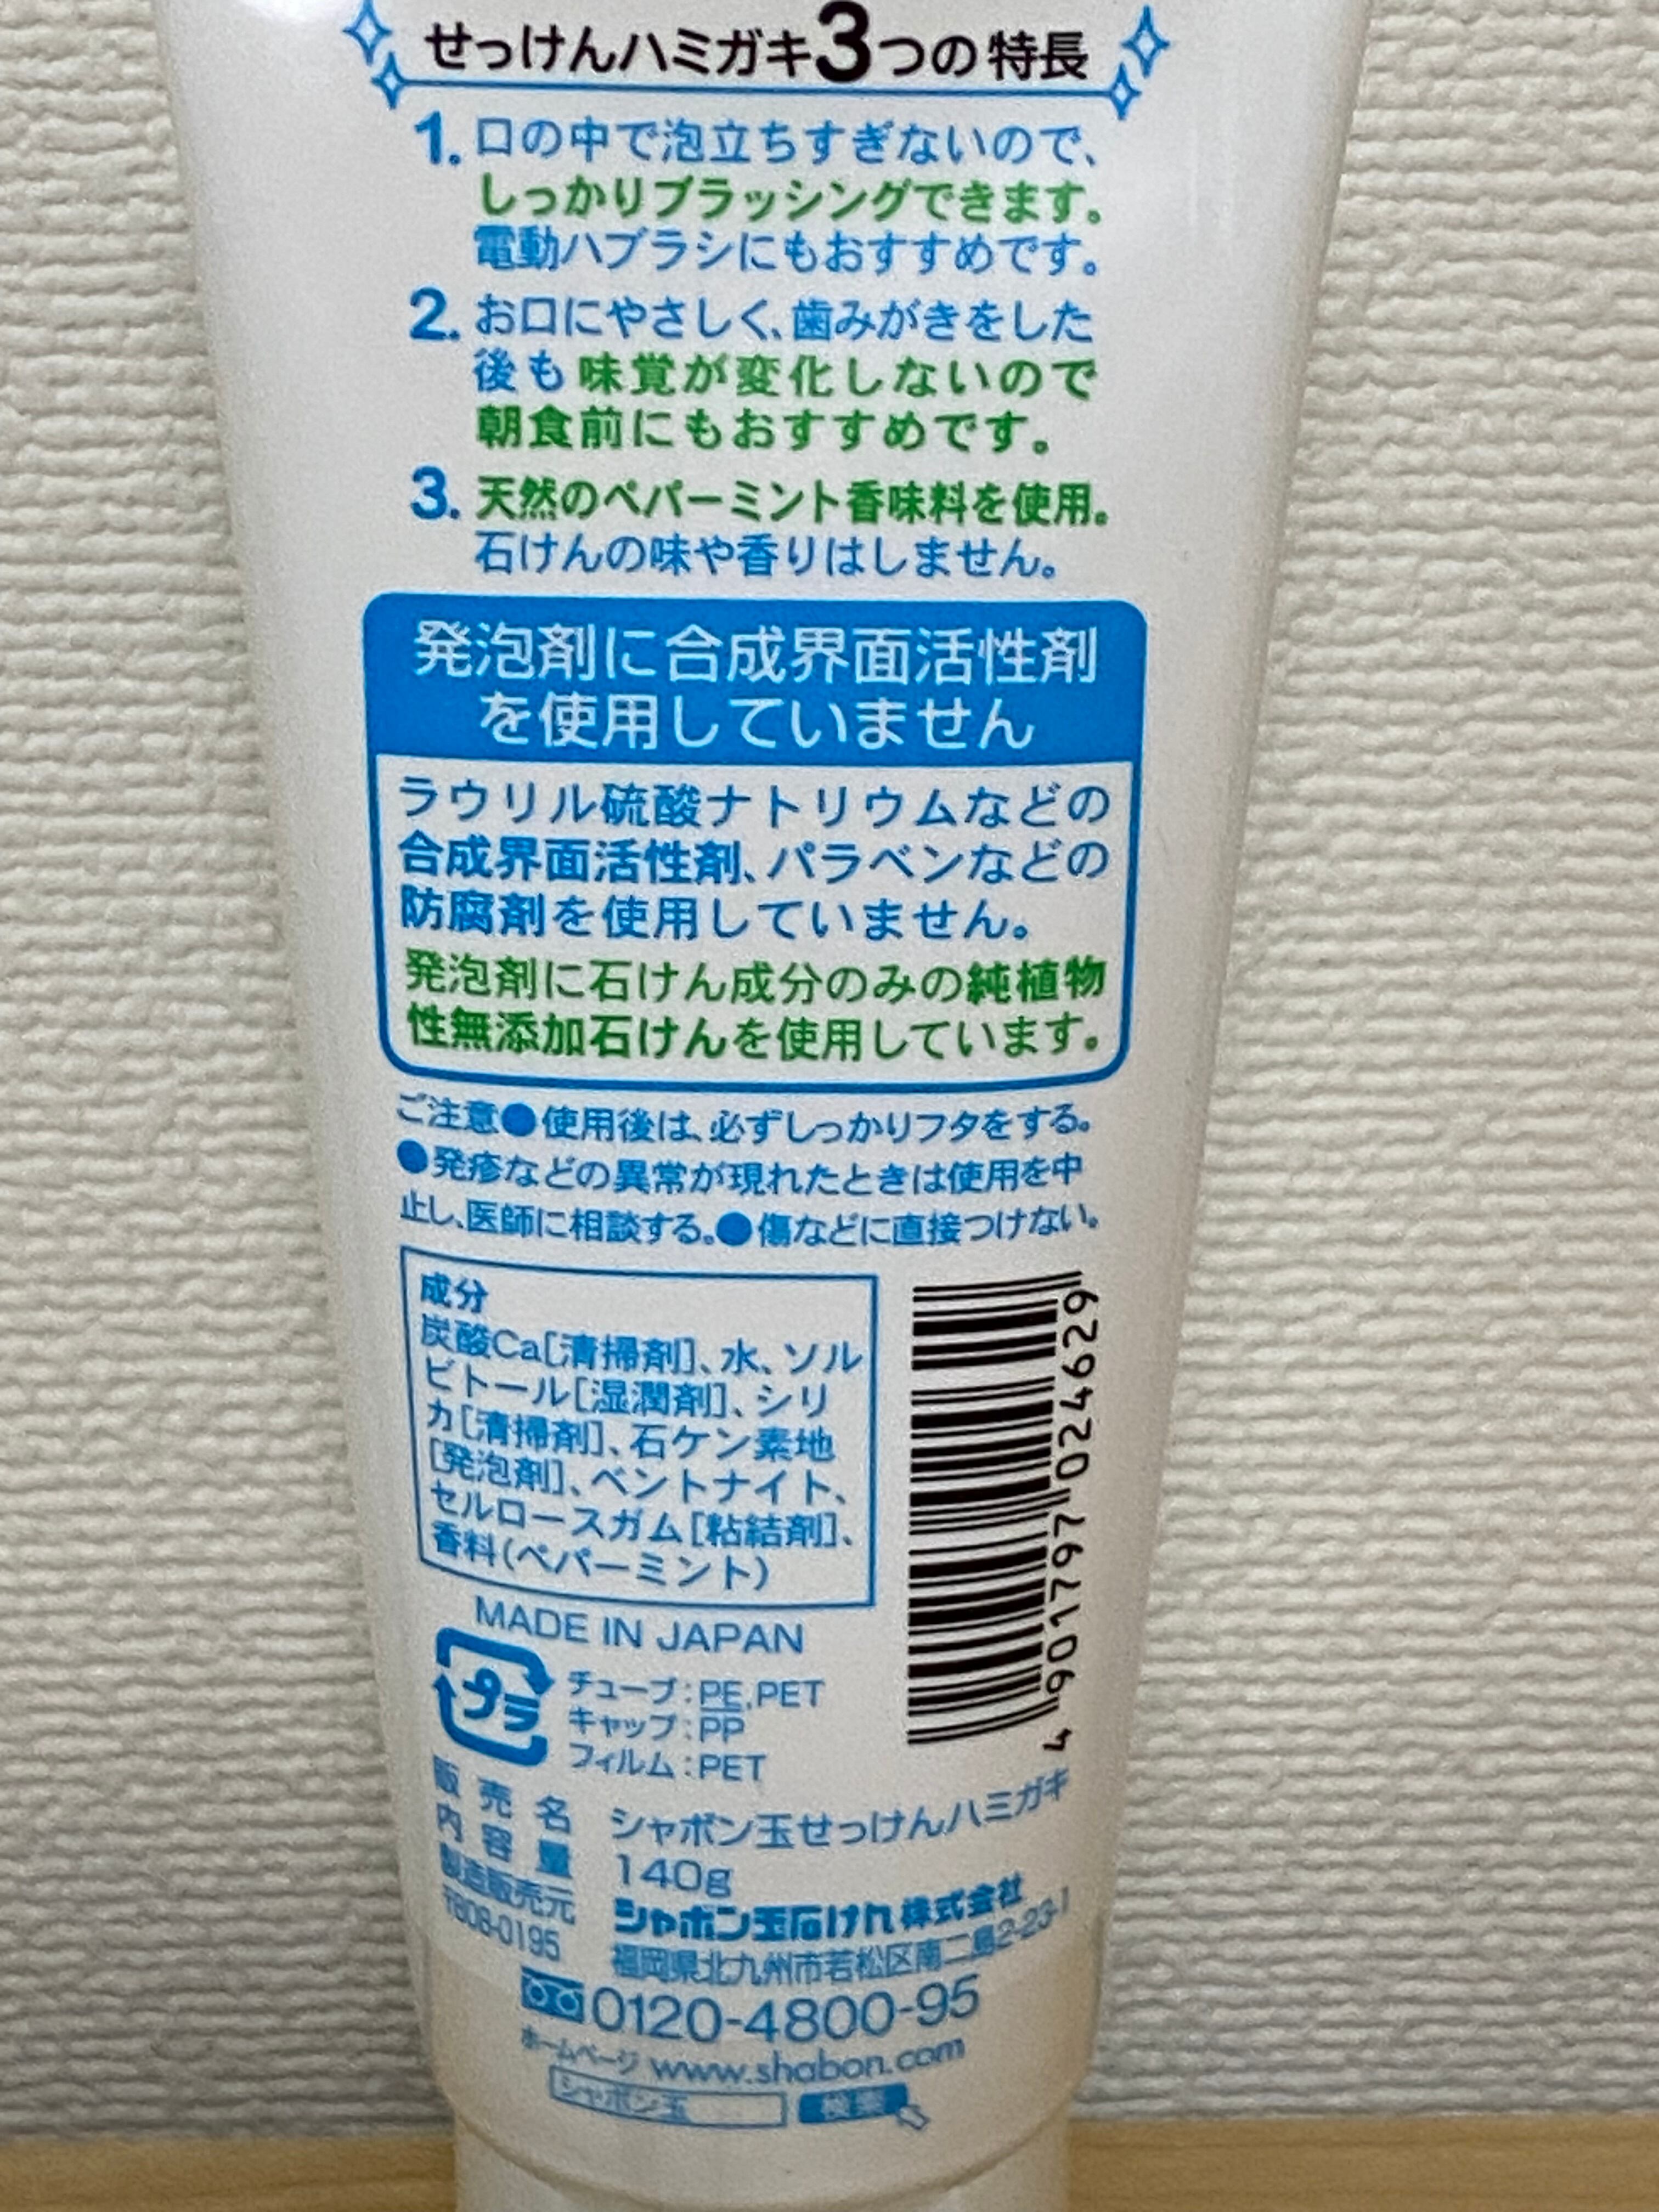 せっけんハミガキ3つの特長
1. 口の中で泡立ちすぎないので、
しっかりブラッシングできます。
電動ハブラシにもおすすめです。
2. お口にやさしく、歯みがきをした
後も味覚が変化しないので
朝食前にもおすすめです。
3. 天然のペパーミント香味料を使用。
石けんの味や香りはしません。
発泡剤に合成界面活性剤
を使用していません
ラウリル硫酸ナトリウムなどの
合成界面活性剤、パラベンなどの
防腐剤を使用していません。
発泡剤に石けん成分のみの純植物
性無添加石けんを使用しています。
ご注意●使用後は、必ずしっかりフタをする。
●発疹などの異常が現れたときは使用を中
止し、医師に相談する。●傷などに直接つけない。
成分
炭酸Ca[清掃剤]、水、ソル
ビトール[湿潤剤]、シリ
カ[清掃剤]、石ケン素地
[発泡剤]、ベントナイト、
セルロースガム[粘結剤]、
香料(ペパーミント)
4 901797 024629
MADE IN JAPAN
プラ
チューブ:PE,PET
キャップ:PP
フィルム:PET
販売名 シャボン玉せっけんハミガキ
内容量 140g
製造販売元 シャボン玉石けん株式会社
〒808-0195 福岡県北九州市若松区南二島2-23-1
0120-4800-95
ホームページ www.shabon.com
シャボン玉 検索